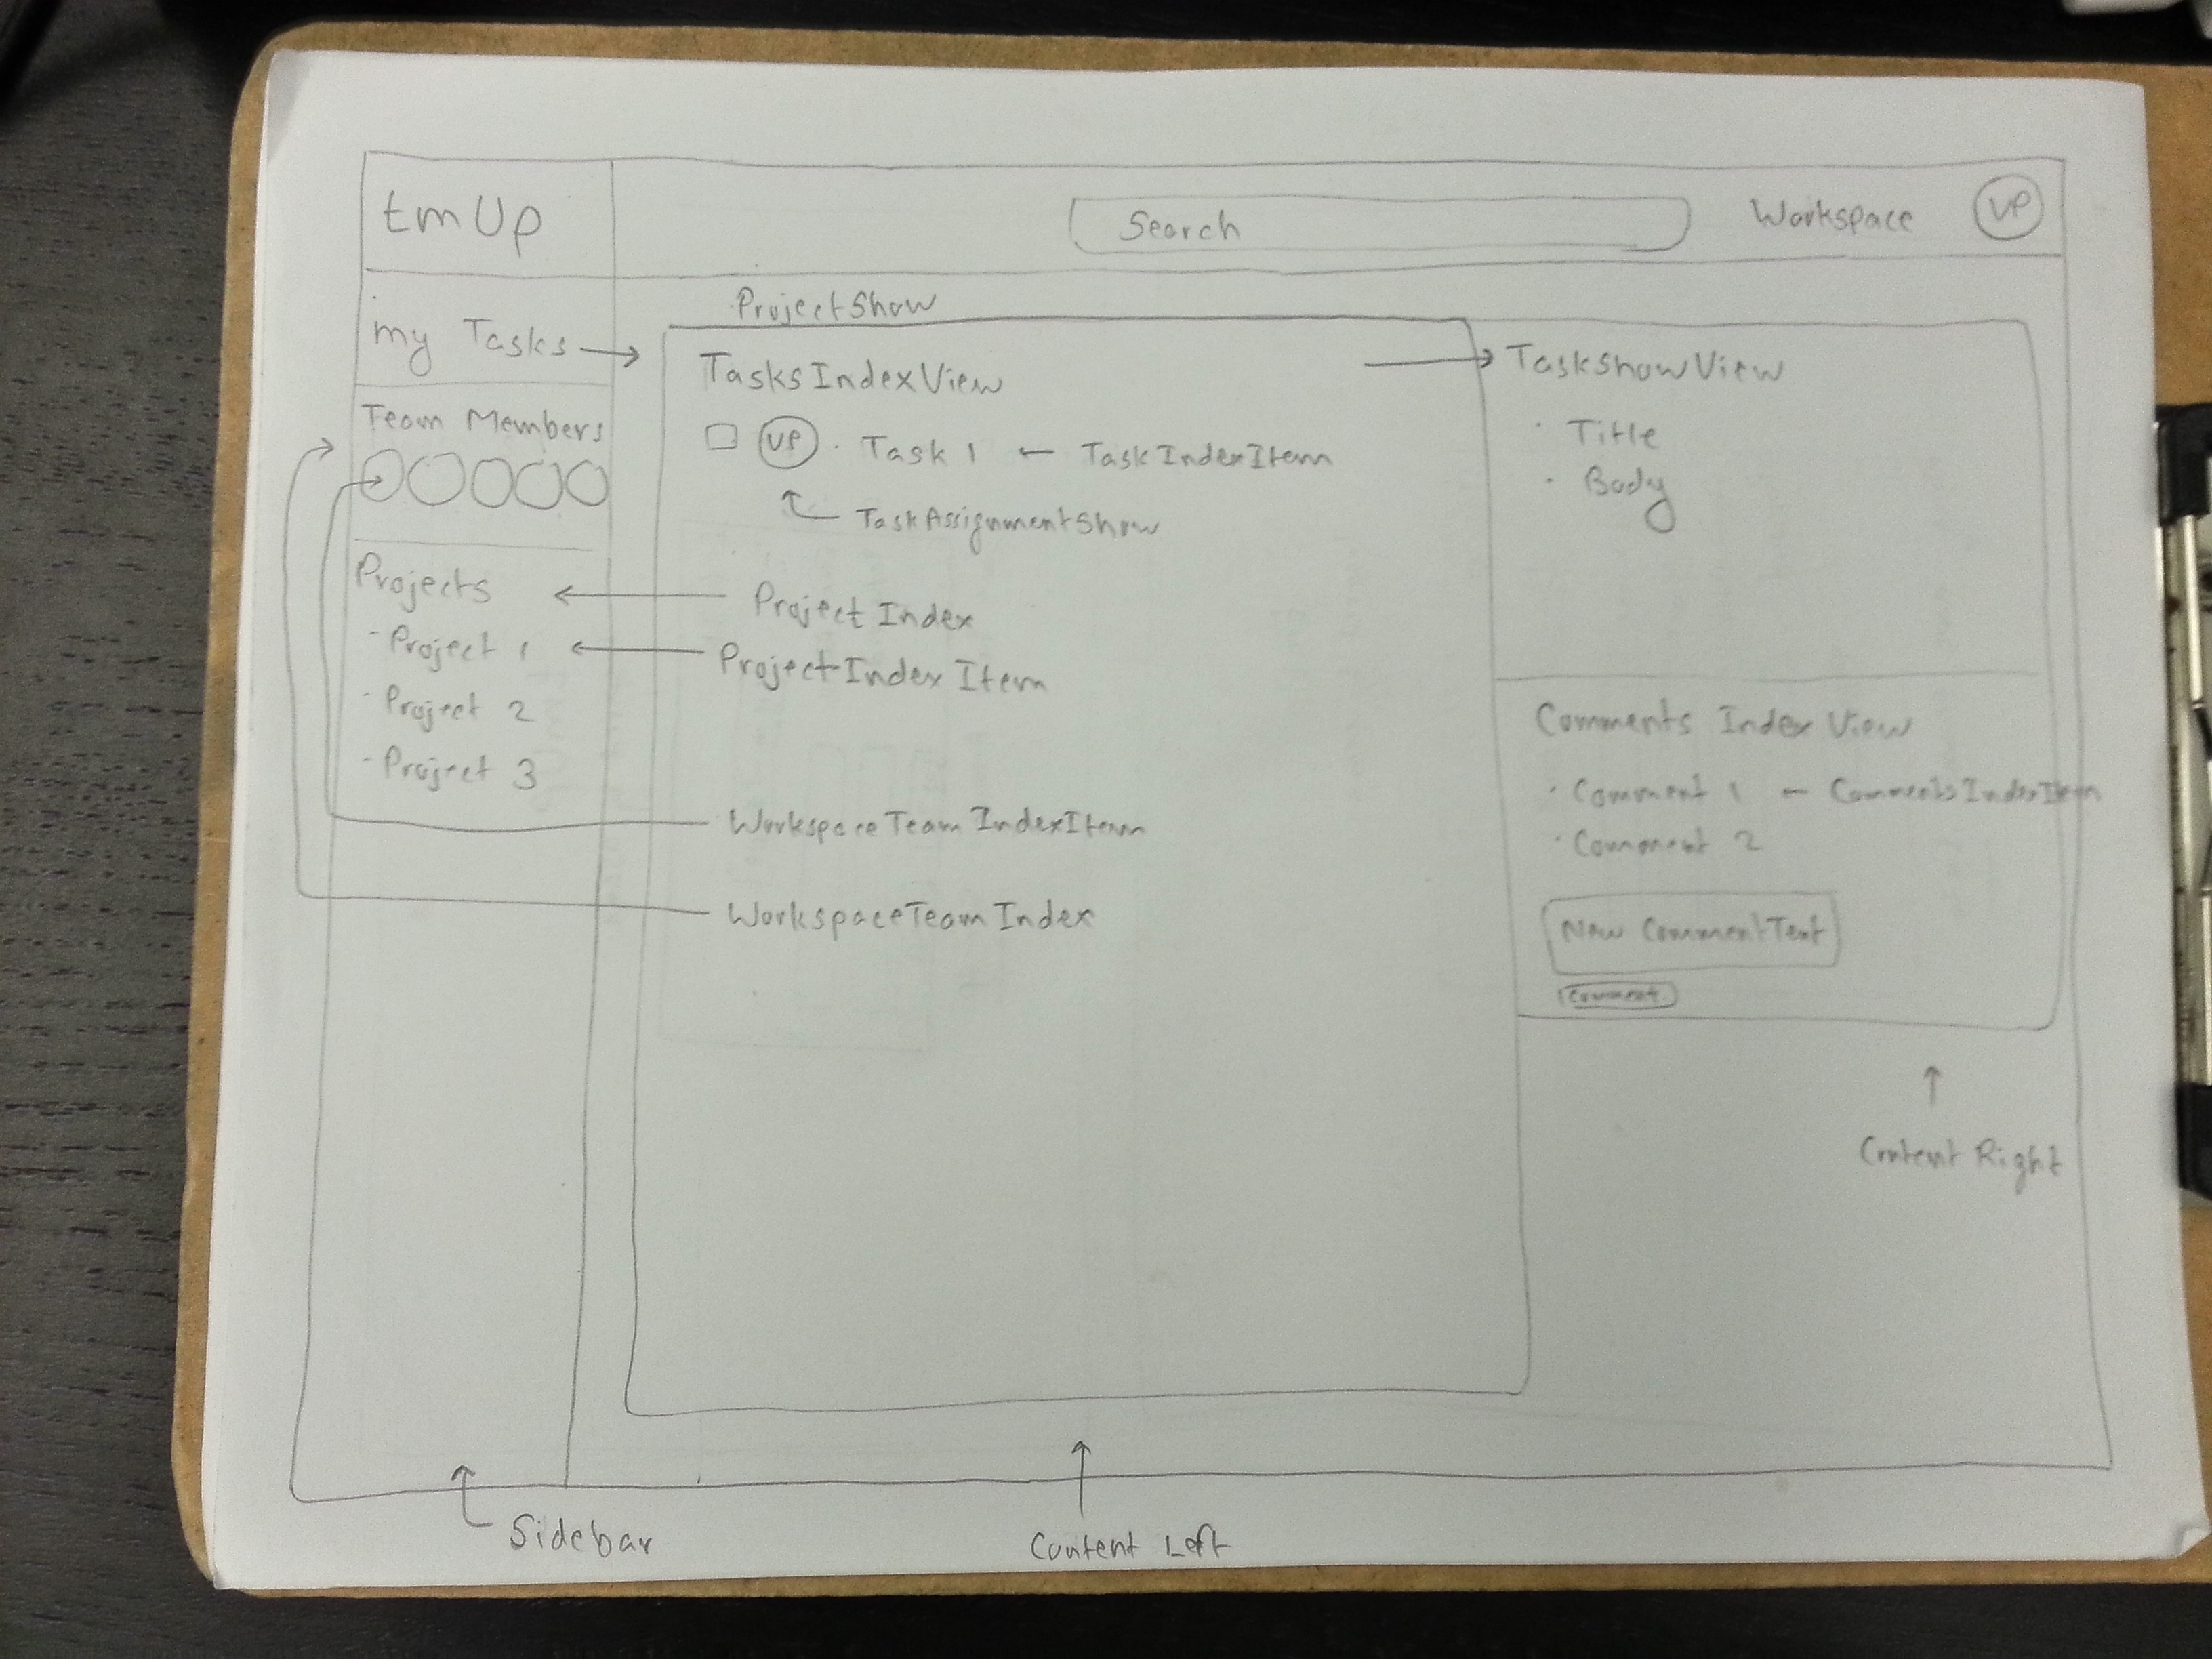 tmUp
Search
Workspace
VP
my Tasks
Team Members
Projects
- Project 1
- Project 2
- Project 3
ProjectShow
TasksIndexView
VP · Task 1 ← TaskIndexItem
TaskAssignmentShow
Project Index
ProjectIndexItem
WorkspaceTeamIndexItem
WorkspaceTeamIndex
TaskShowView
· Title
· Body
Comments Index View
· Comment 1 ← CommentsIndexItem
· Comment 2
New CommentText
Comment
Content Right
Sidebar
Content Left